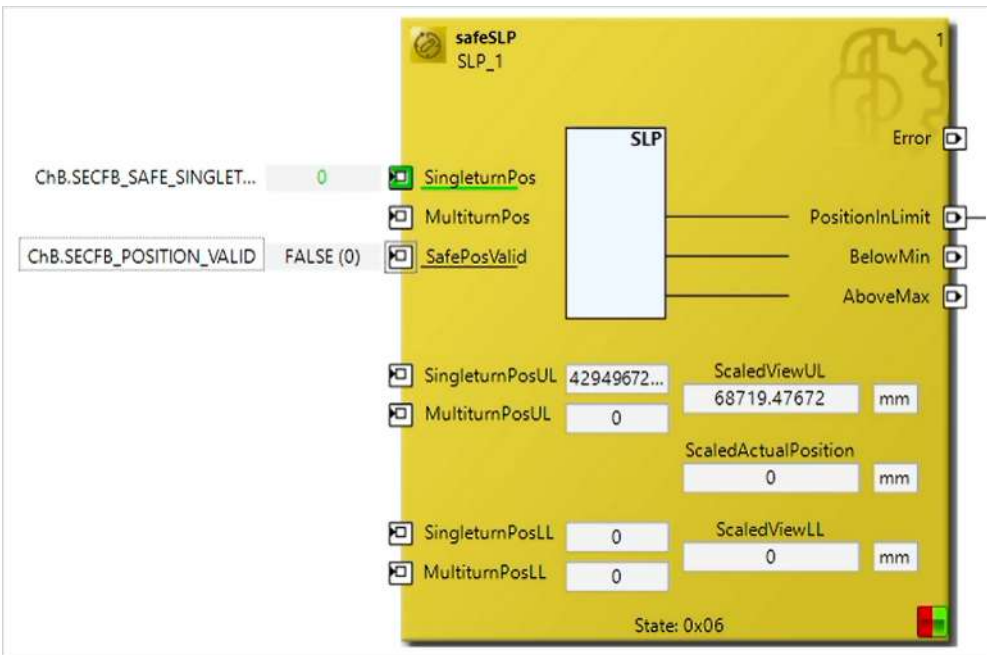 safeSLP
SLP_1
1
SLP
Error
ChB.SECFB_SAFE_SINGLET... 0 SingleturnPos
MultiturnPos PositionInLimit
ChB.SECFB_POSITION_VALID FALSE (0) SafePosValid BelowMin
AboveMax
SingleturnPosUL 42949672... ScaledViewUL
68719.47672 mm
MultiturnPosUL 0
ScaledActualPosition
0 mm
SingleturnPosLL 0 ScaledViewLL
0 mm
MultiturnPosLL 0
State: 0x06